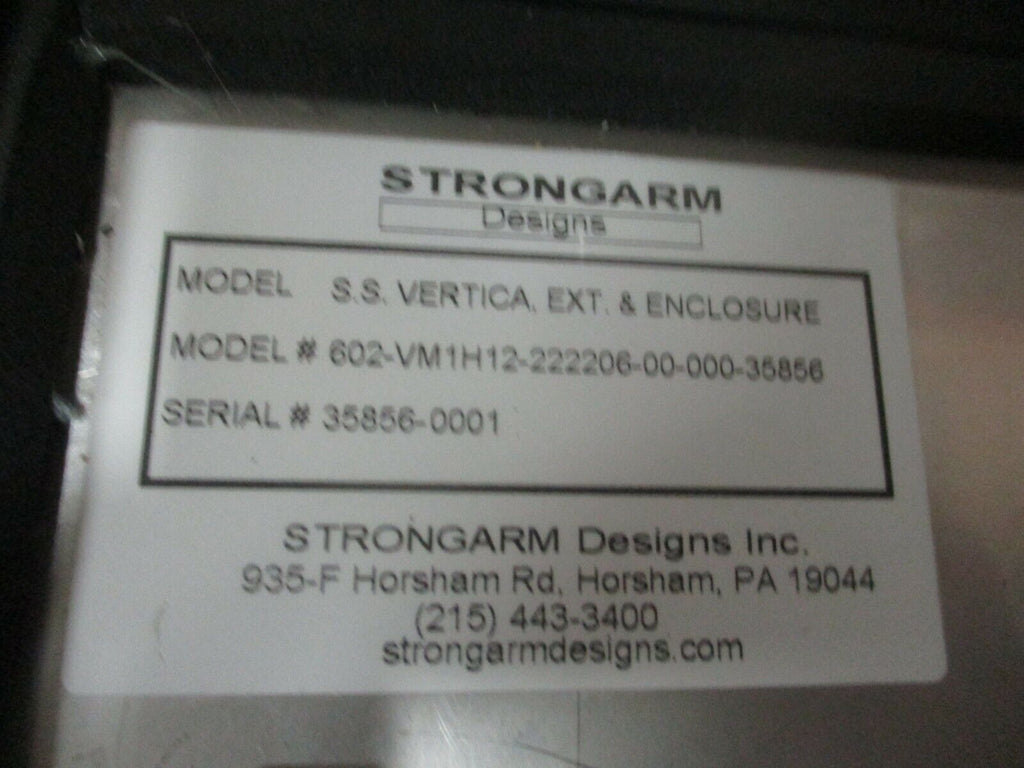 STRONGARM
Designs
MODEL S.S. VERTICA. EXT. & ENCLOSURE
MODEL # 602-VM1H12-222206-00-000-35856
SERIAL # 35856-0001
STRONGARM Designs Inc.
935-F Horsham Rd, Horsham, PA 19044
(215) 443-3400
strongarmdesigns.com